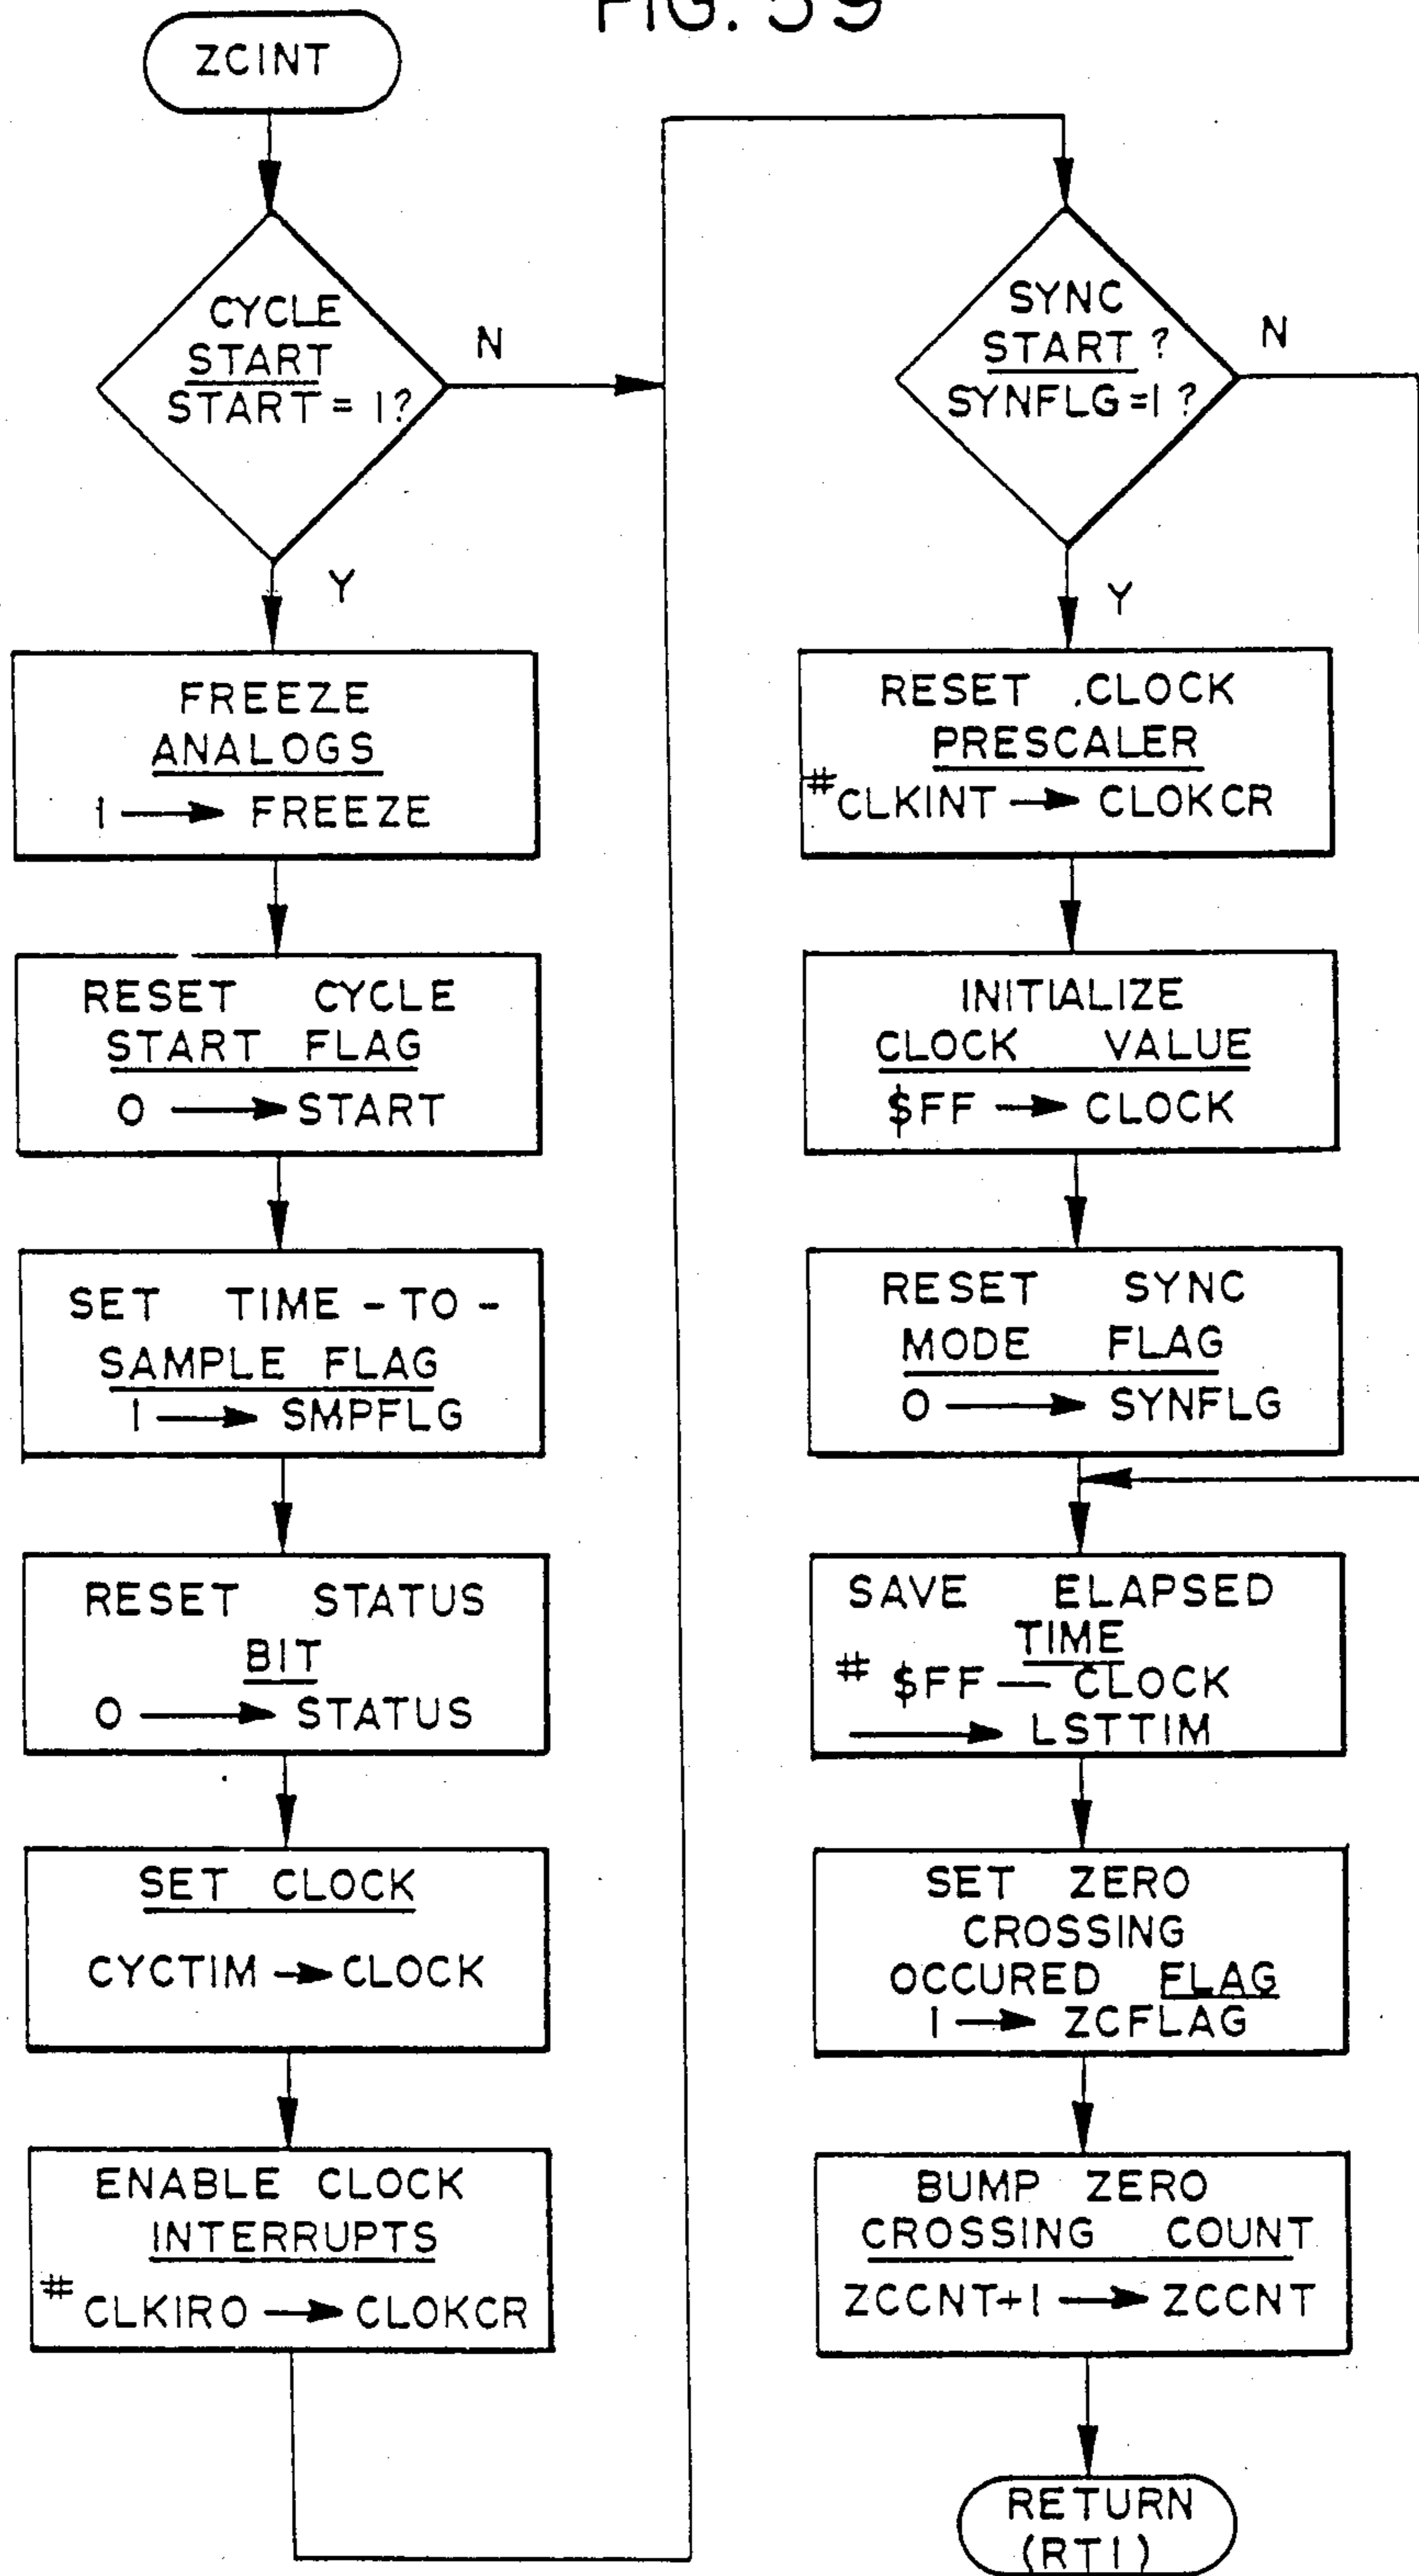 FIG. 59
ZCINT
CYCLE
START
START = 1?
N
Y
FREEZE
ANALOGS
1 → FREEZE
RESET CYCLE
START FLAG
0 → START
SET TIME-TO-
SAMPLE FLAG
1 → SMPFLG
RESET STATUS
BIT
0 → STATUS
SET CLOCK
CYCTIM → CLOCK
ENABLE CLOCK
INTERRUPTS
# CLKIRO → CLOKCR
SYNC
START ?
SYNFLG=1 ?
N
Y
RESET CLOCK
PRESCALER
# CLKINT → CLOKCR
INITIALIZE
CLOCK VALUE
$FF → CLOCK
RESET SYNC
MODE FLAG
0 → SYNFLG
SAVE ELAPSED
TIME
# $FF — CLOCK
→ LSTTIM
SET ZERO
CROSSING
OCCURED FLAG
1 → ZCFLAG
BUMP ZERO
CROSSING COUNT
ZCCNT+1 → ZCCNT
RETURN
(RTI)